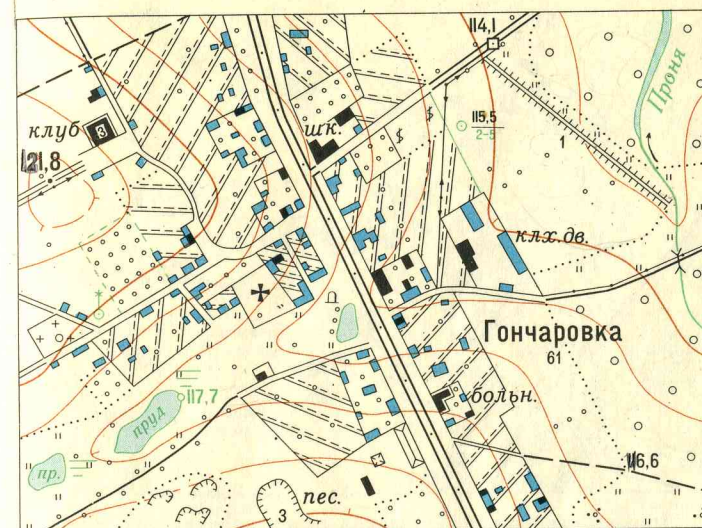 114,1
Проня
клуб
3
шк.
115,5
2-5
1
121,8
клх.дв.
Гончаровка
61
117,7
больн.
пруд
116,6
пр.
пес.
3